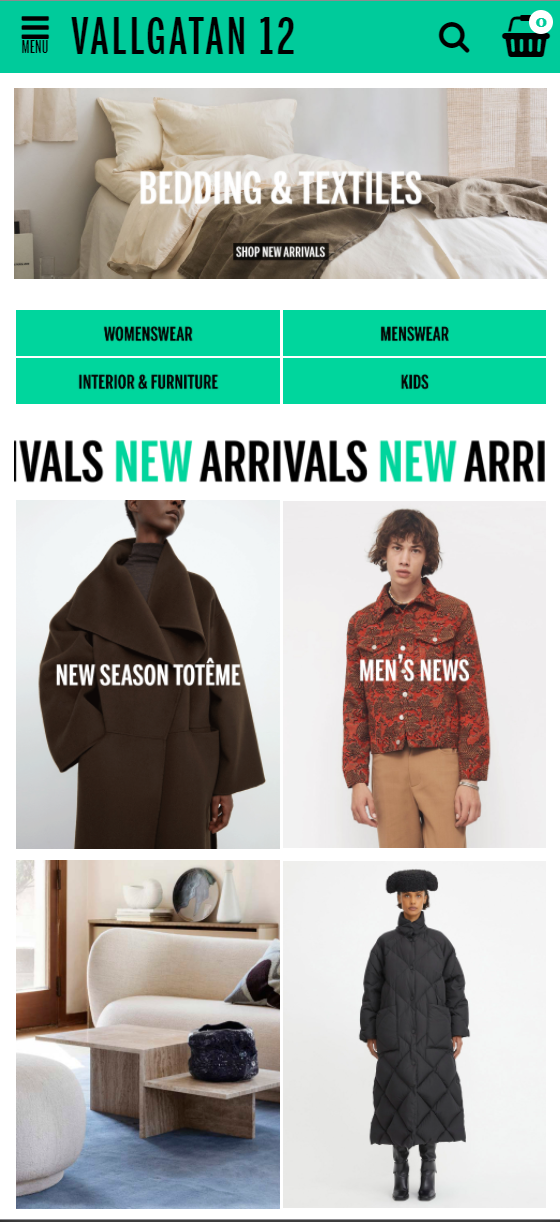 VALLGATAN 12
MENU
0
BEDDING & TEXTILES
SHOP NEW ARRIVALS
WOMENSWEAR
MENSWEAR
INTERIOR & FURNITURE
KIDS
IVALS NEW ARRIVALS NEW ARRI
NEW SEASON TOTÊME
MEN'S NEWS